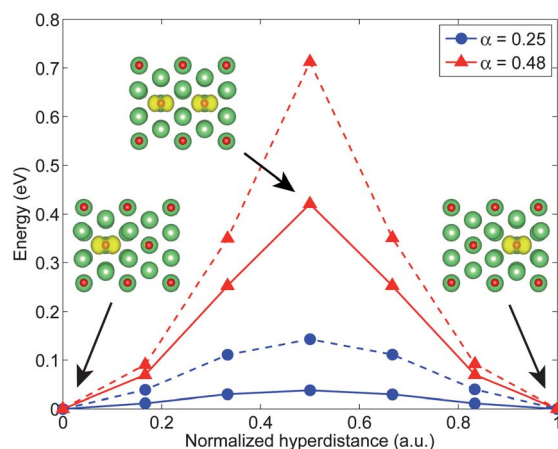 0.8
0.7
0.6
0.5
0.4
0.3
0.2
0.1
0
Energy (eV)
α = 0.25
α = 0.48
0 0.2 0.4 0.6 0.8 1
Normalized hyperdistance (a.u.)